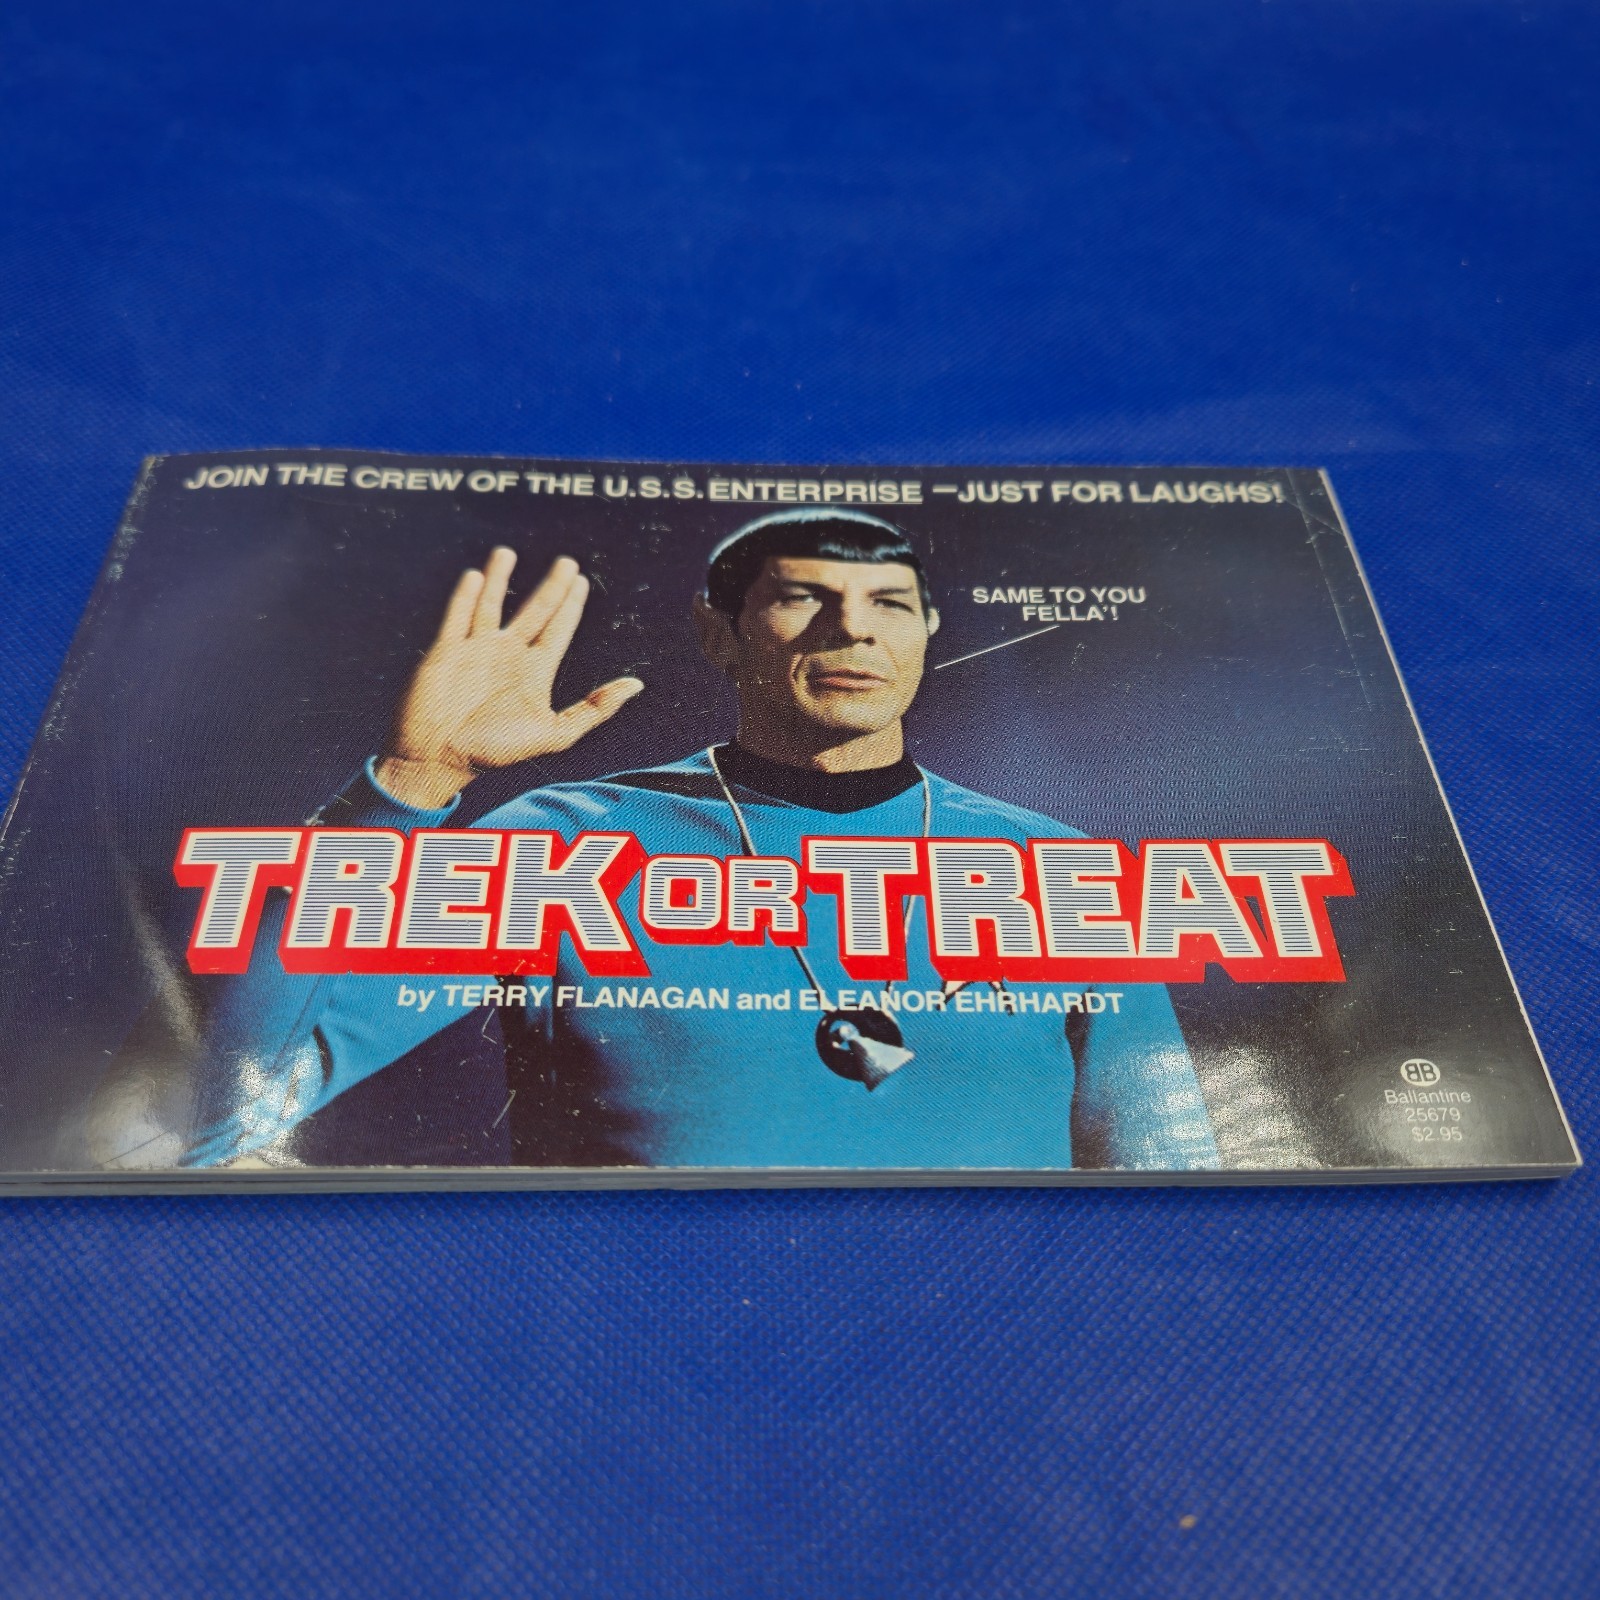 JOIN THE CREW OF THE U.S.S. ENTERPRISE —JUST FOR LAUGHS!
SAME TO YOU
FELLA'!
TREK OR TREAT
by TERRY FLANAGAN and ELEANOR EHRHARDT
BB
Ballantine
25679
$2.95